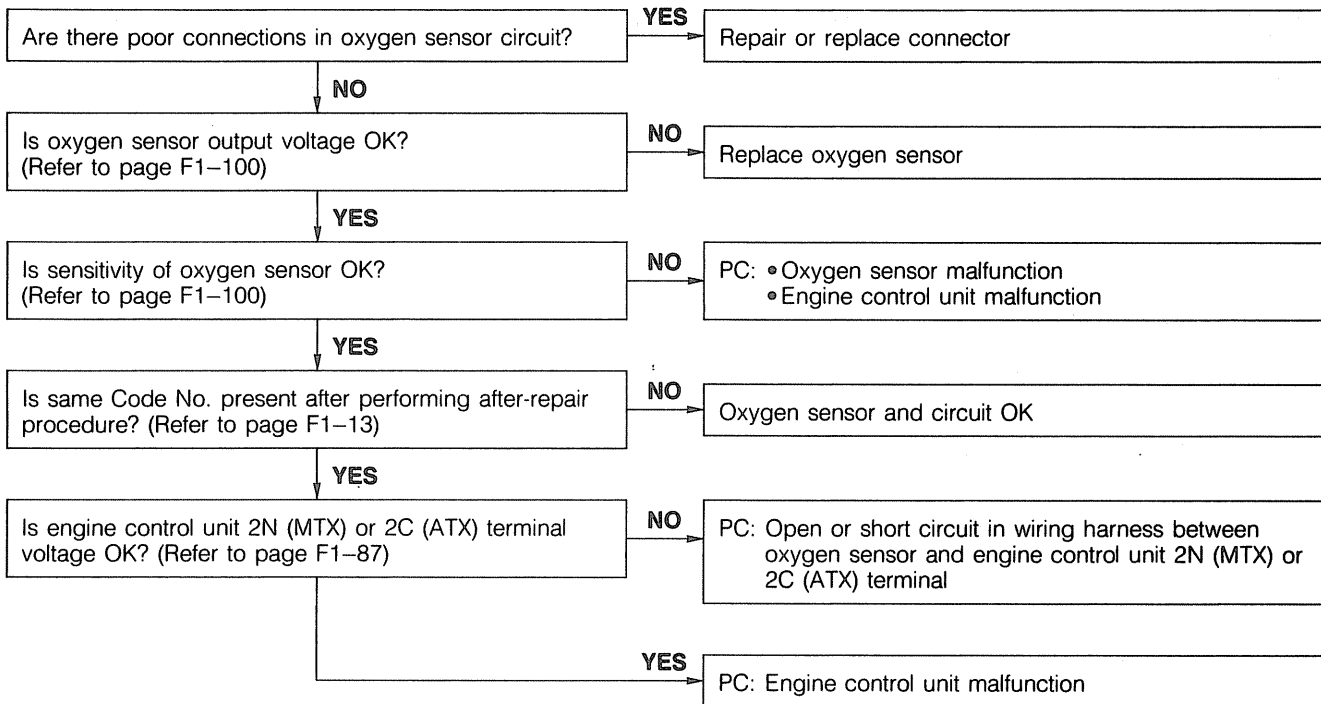 Are there poor connections in oxygen sensor circuit?
YES
Repair or replace connector
NO
Is oxygen sensor output voltage OK?
(Refer to page F1–100)
NO
Replace oxygen sensor
YES
Is sensitivity of oxygen sensor OK?
(Refer to page F1–100)
NO
PC: • Oxygen sensor malfunction
• Engine control unit malfunction
YES
Is same Code No. present after performing after-repair
procedure? (Refer to page F1–13)
NO
Oxygen sensor and circuit OK
YES
Is engine control unit 2N (MTX) or 2C (ATX) terminal
voltage OK? (Refer to page F1–87)
NO
PC: Open or short circuit in wiring harness between
oxygen sensor and engine control unit 2N (MTX) or
2C (ATX) terminal
YES
PC: Engine control unit malfunction